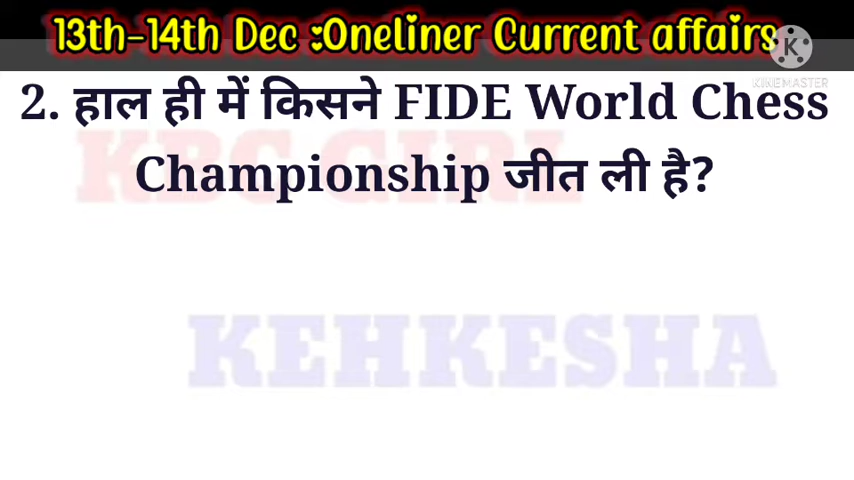 13th-14th Dec :Oneliner Current affairs
KINEMASTER
2. हाल ही में किसने FIDE World Chess
Championship जीत ली है?
KBC GIRL
KEHKESHA